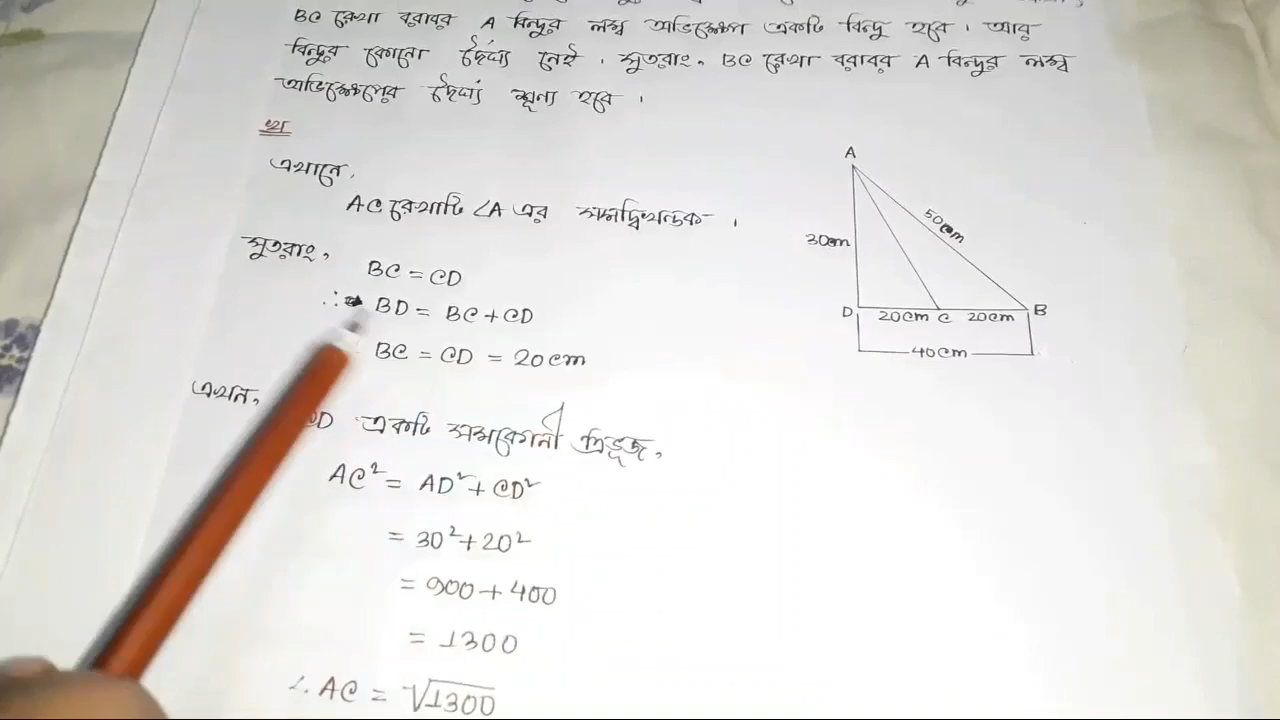 BC রেখা বরাবর A বিন্দুর লম্ব অভিক্ষেপ একটি বিন্দু হবে। আর
বিন্দুর কোনো দৈর্ঘ্য নেই। সুতরাং, BC রেখা বরাবর A বিন্দুর লম্ব
অভিক্ষেপের দৈর্ঘ্য শূন্য হবে।
খ
এখানে,
AC রেখাটি ∠A এর সমদ্বিখন্ডক।
সুতরাং,
BC = CD
∴ BD = BC + CD
BC = CD = 20cm
এখন,
CD একটি সমকোণী ত্রিভূজ,
AC² = AD² + CD²
= 30² + 20²
= 900 + 400
= 1300
∴ AC = √1300
A
50cm
30cm
D 20cm C 20cm B
40cm